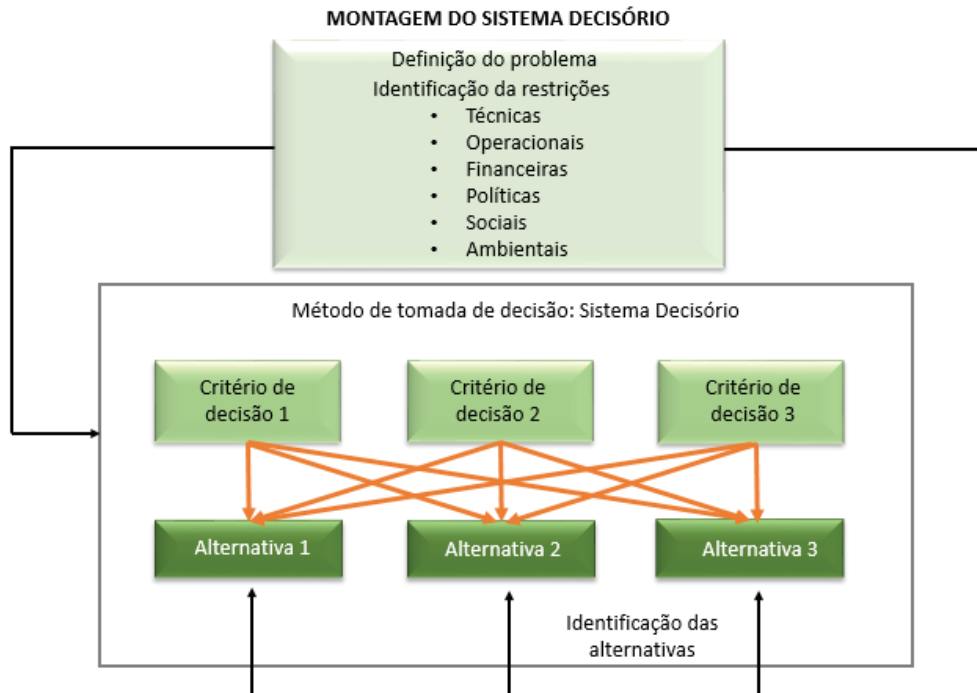 MONTAGEM DO SISTEMA DECISÓRIO
Definição do problema
Identificação da restrições
• Técnicas
• Operacionais
• Financeiras
• Políticas
• Sociais
• Ambientais
Método de tomada de decisão: Sistema Decisório
Critério de
decisão 1
Critério de
decisão 2
Critério de
decisão 3
Alternativa 1
Alternativa 2
Alternativa 3
Identificação das
alternativas